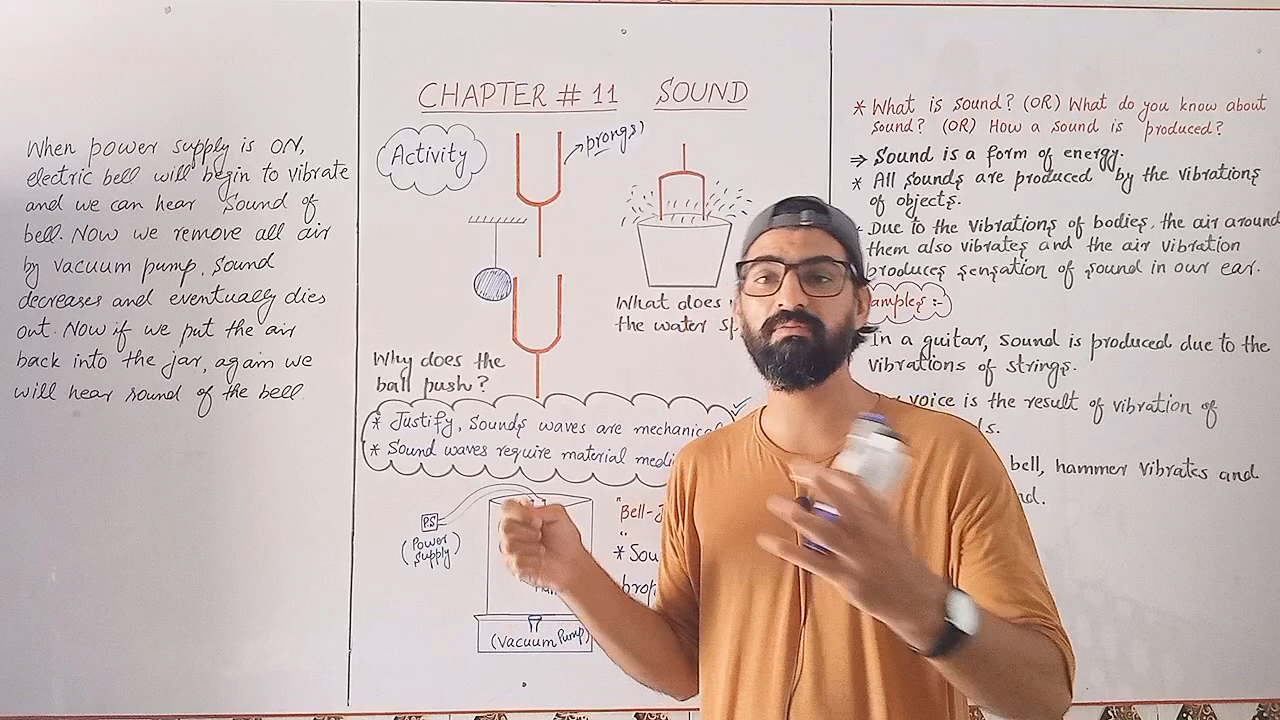 When power supply is ON,
electric bell will begin to vibrate
and we can hear sound of
bell. Now we remove all air
by vacuum pump, sound
decreases and eventually dies
out. Now if we put the air
back into the jar, again we
will hear sound of the bell.
CHAPTER # 11 SOUND
Activity
prongs)
What does
the water
Why does the
ball push?
* Justify, Sounds waves are mechanical
* Sound waves require material
PS
(Power
supply)
(Vacuum Pump)
"Bell-
*
* What is sound? (OR) What do you know about
sound? (OR) How a sound is produced?
⇒ Sound is a form of energy.
* All sounds are produced by the vibrations
of objects.
Due to the vibrations of bodies, the air around
them also vibrates and the air vibration
produces sensation of sound in our ear.
In a guitar, sound is produced due to the
vibrations of strings.
voice is the result of vibration of
bell, hammer vibrates and